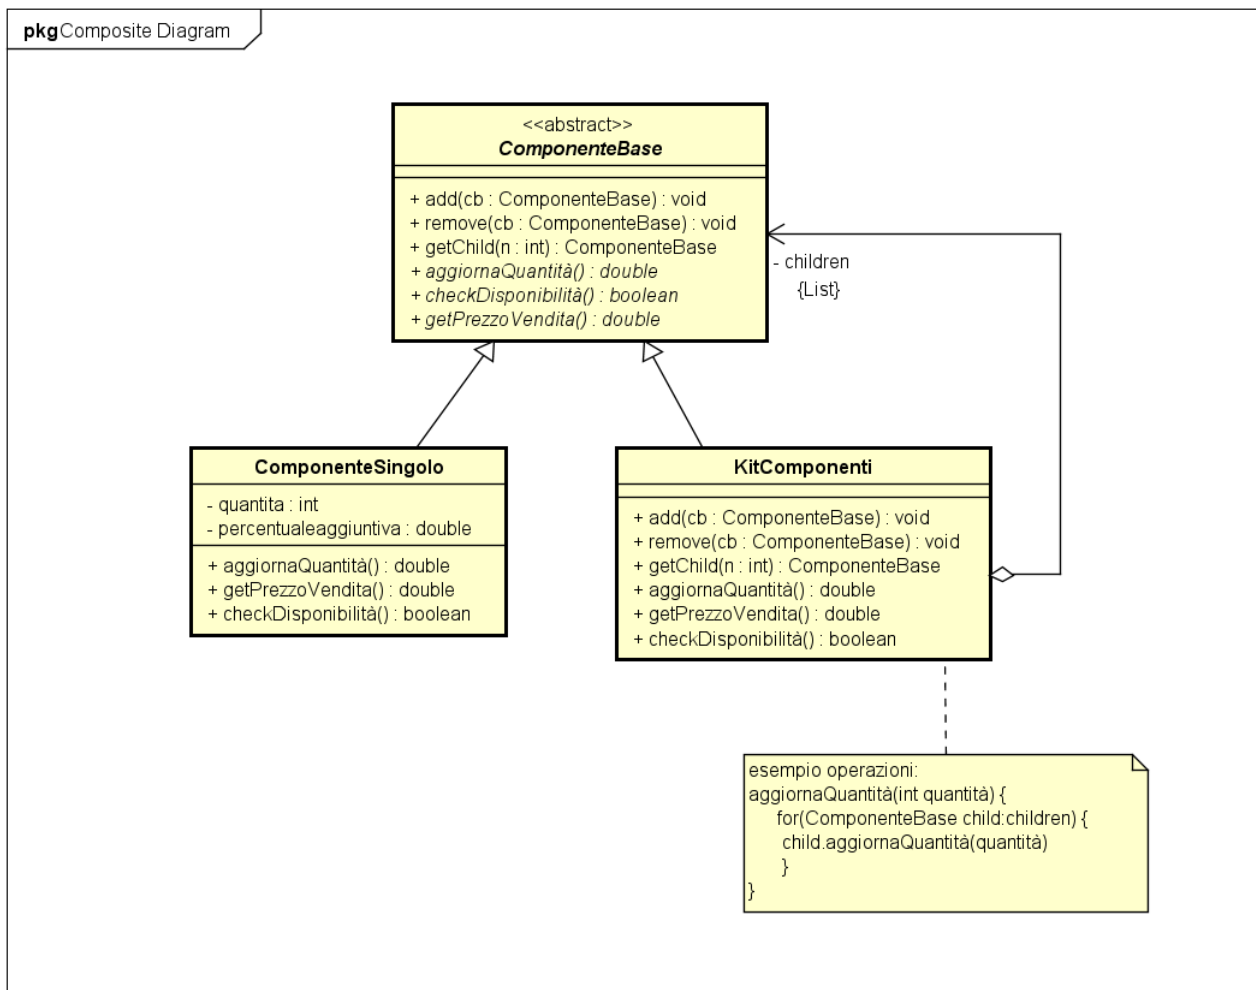 pkg Composite Diagram
<<abstract>>
ComponenteBase
+ add(cb : ComponenteBase) : void
+ remove(cb : ComponenteBase) : void
+ getChild(n : int) : ComponenteBase
+ aggiornaQuantità() : double
+ checkDisponibilità() : boolean
+ getPrezzoVendita() : double
- children
{List}
ComponenteSingolo
- quantita : int
- percentualeaggiuntiva : double
+ aggiornaQuantità() : double
+ getPrezzoVendita() : double
+ checkDisponibilità() : boolean
KitComponenti
+ add(cb : ComponenteBase) : void
+ remove(cb : ComponenteBase) : void
+ getChild(n : int) : ComponenteBase
+ aggiornaQuantità() : double
+ getPrezzoVendita() : double
+ checkDisponibilità() : boolean
esempio operazioni:
aggiornaQuantità(int quantità) {
for(ComponenteBase child:children) {
child.aggiornaQuantità(quantità)
}
}